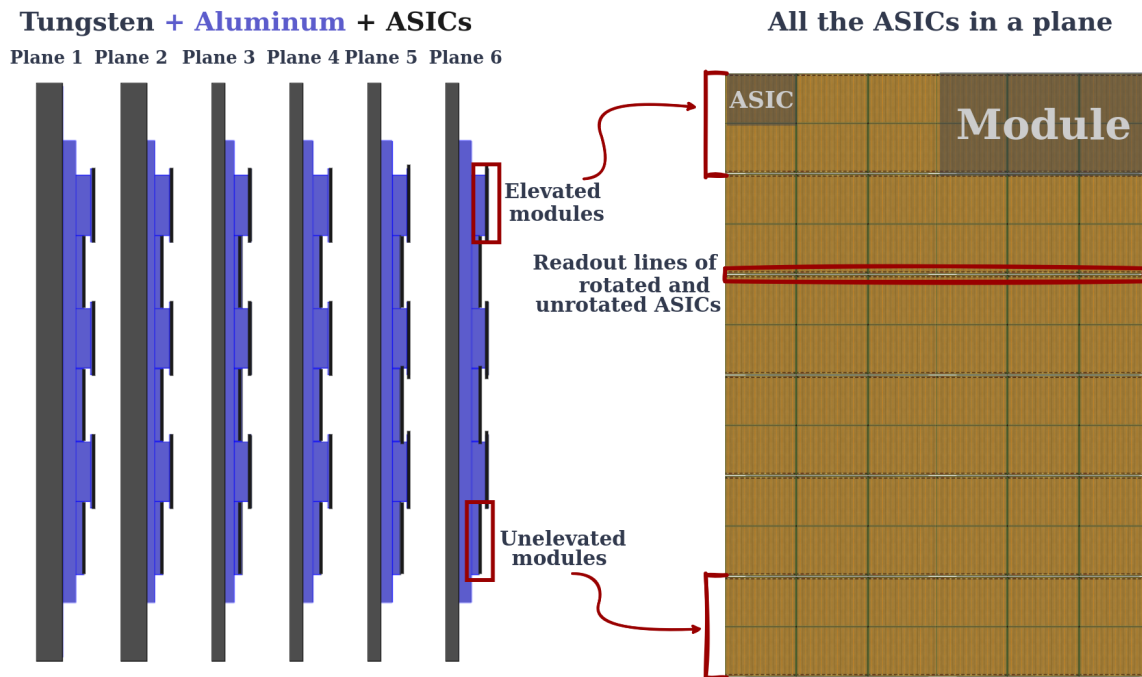 Tungsten + Aluminum + ASICs
All the ASICs in a plane
Plane 1 Plane 2 Plane 3 Plane 4 Plane 5 Plane 6
ASIC
Module
Elevated
modules
Readout lines of
rotated and
unrotated ASICs
Unelevated
modules